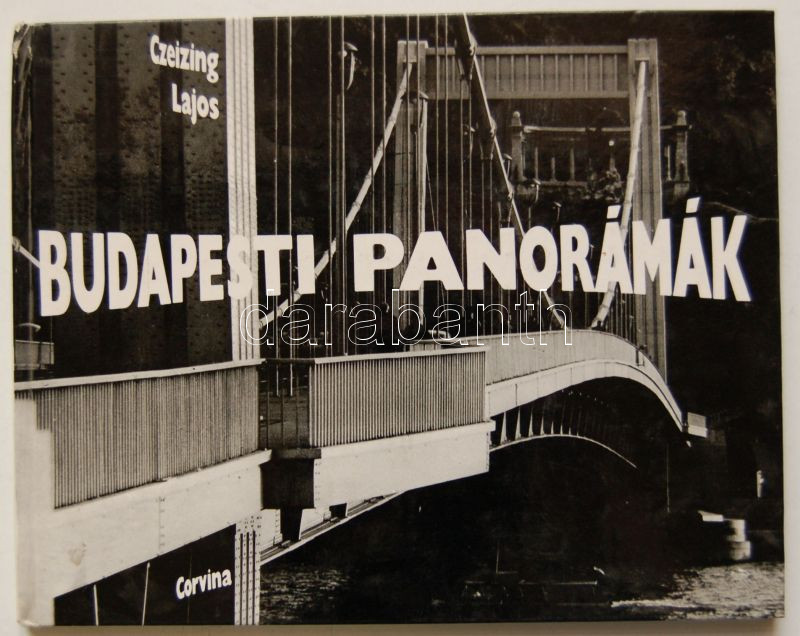 Czeizing
Lajos
BUDAPESTI PANORÁMÁK
darabanth
Corvina